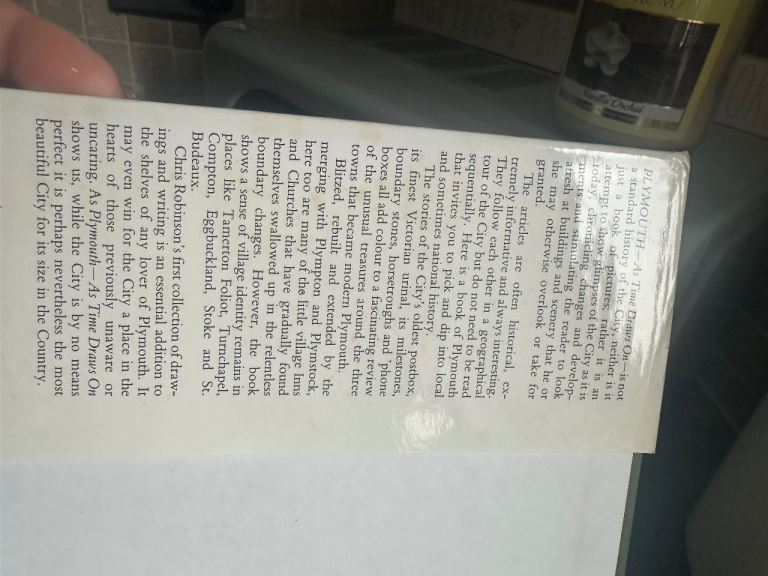 PLYMOUTH—As Time Draws On—is not
a standard history of the City, neither is it
just a book of pictures, rather it is an
attempt to show glimpses of the City as it is
today, chronicling changes and develop-
ments and stimulating the reader to look
afresh at buildings and scenery that he or
she may otherwise overlook or take for
granted.
The articles are often historical, ex-
tremely informative and always interesting.
They follow each other in a geographical
tour of the City but do not need to be read
sequentially. Here is a book of Plymouth
that invites you to pick and dip into local
and sometimes national history.
The stories of the City's oldest postbox,
its finest Victorian urinal, its milestones,
boundary stones, horsetroughs and 'phone
boxes all add colour to a fascinating review
of the unusual treasures around the three
towns that became modern Plymouth.
Blitzed, rebuilt and extended by the
merging with Plympton and Plymstock,
here too are many of the little village Inns
and Churches that have gradually found
themselves swallowed up in the relentless
boundary changes. However, the book
shows a sense of village identity remains in
places like Tamerton Foliot, Turnchapel,
Compton, Eggbuckland, Stoke and St.
Budeaux.
Chris Robinson's first collection of draw-
ings and writing is an essential addition to
the shelves of any lover of Plymouth. It
may even win for the City a place in the
hearts of those previously unaware or
uncaring. As Plymouth—As Time Draws On
shows us, while the City is by no means
perfect it is perhaps nevertheless the most
beautiful City for its size in the Country.
Vanilla Orchid